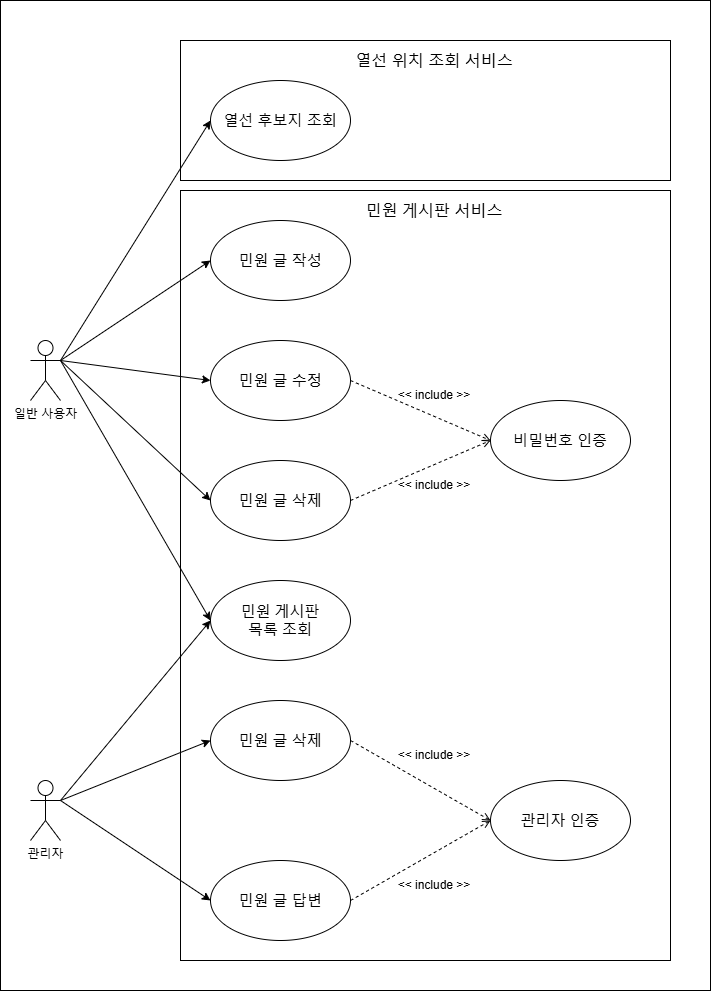 열선 위치 조회 서비스
열선 후보지 조회
민원 게시판 서비스
민원 글 작성
일반 사용자
민원 글 수정
<< include >>
비밀번호 인증
민원 글 삭제
<< include >>
민원 게시판
목록 조회
관리자
민원 글 삭제
<< include >>
관리자 인증
민원 글 답변
<< include >>